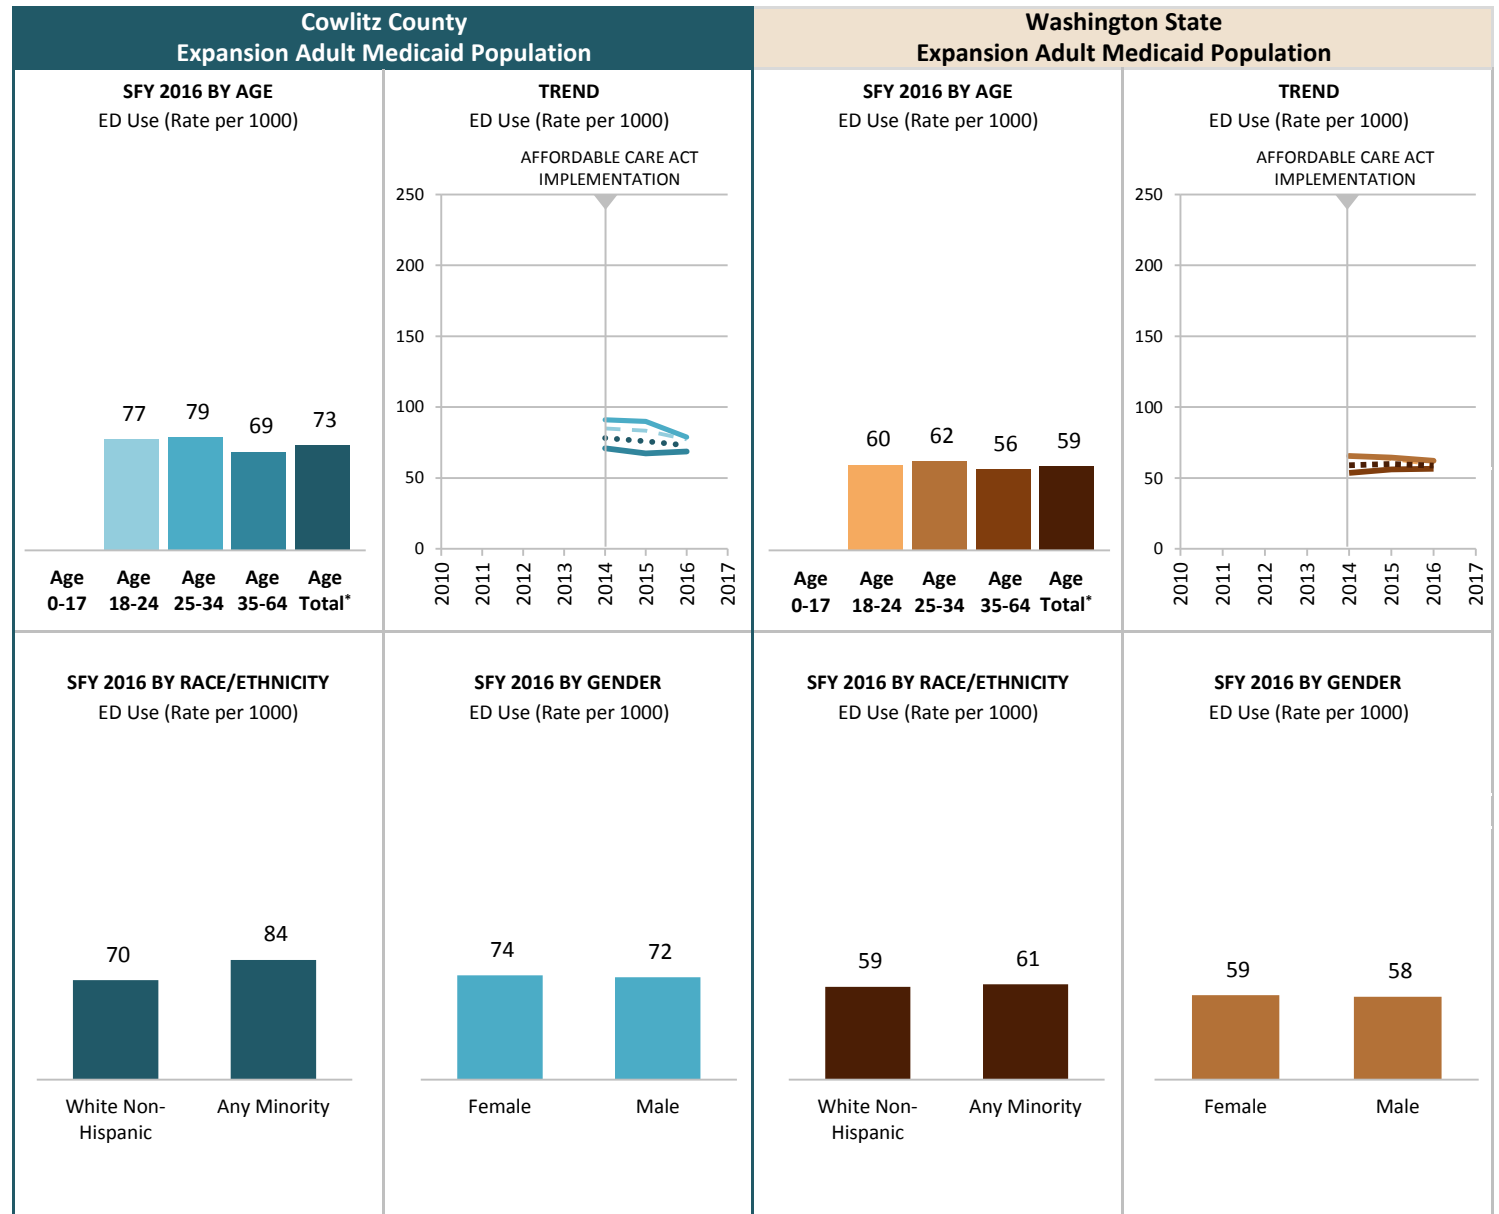 Cowlitz County
Expansion Adult Medicaid Population
Washington State
Expansion Adult Medicaid Population
SFY 2016 BY AGE
ED Use (Rate per 1000)
77
79
69
73
Age 0-17
Age 18-24
Age 25-34
Age 35-64
Age Total*
TREND
ED Use (Rate per 1000)
AFFORDABLE CARE ACT
IMPLEMENTATION
250
200
150
100
50
0
2010
2011
2012
2013
2014
2015
2016
2017
SFY 2016 BY AGE
ED Use (Rate per 1000)
60
62
56
59
Age 0-17
Age 18-24
Age 25-34
Age 35-64
Age Total*
TREND
ED Use (Rate per 1000)
AFFORDABLE CARE ACT
IMPLEMENTATION
250
200
150
100
50
0
2010
2011
2012
2013
2014
2015
2016
2017
SFY 2016 BY RACE/ETHNICITY
ED Use (Rate per 1000)
70
84
White Non-
Hispanic
Any Minority
SFY 2016 BY GENDER
ED Use (Rate per 1000)
74
72
Female
Male
SFY 2016 BY RACE/ETHNICITY
ED Use (Rate per 1000)
59
61
White Non-
Hispanic
Any Minority
SFY 2016 BY GENDER
ED Use (Rate per 1000)
59
58
Female
Male